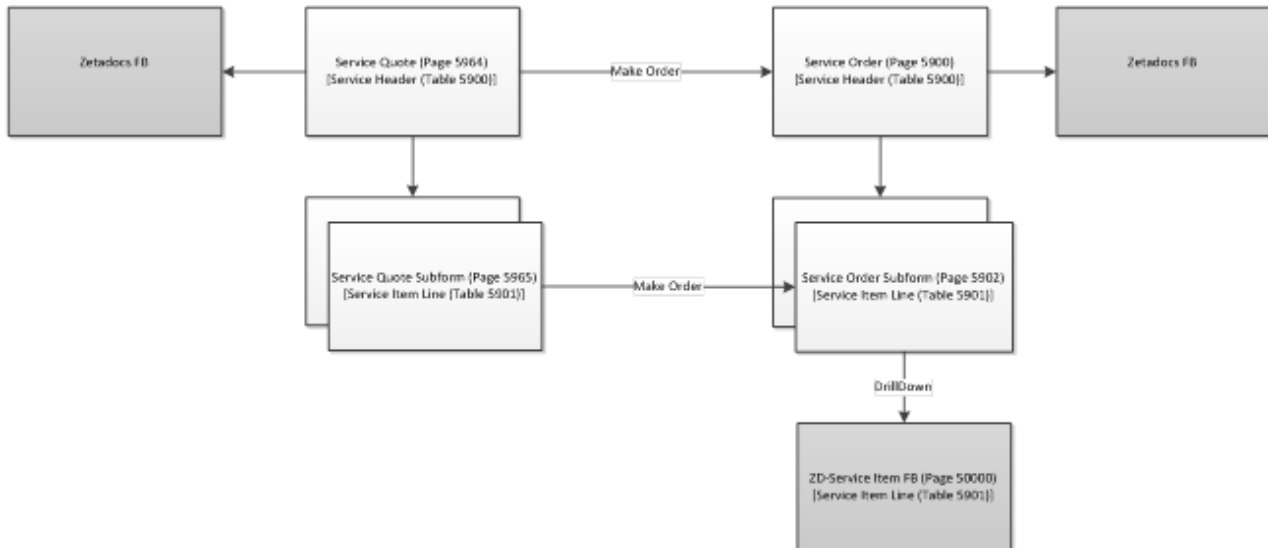 Zetadocs FB
Service Quote (Page 5964)
[Service Header (Table 5900)]
Make Order
Service Order (Page 5900)
[Service Header (Table 5900)]
Zetadocs FB
Service Quote Subform (Page 5965)
[Service Item Line (Table 5901)]
Make Order
Service Order Subform (Page 5902)
[Service Item Line (Table 5901)]
DrillDown
ZD-Service Item FB (Page 50000)
[Service Item Line (Table 5901)]